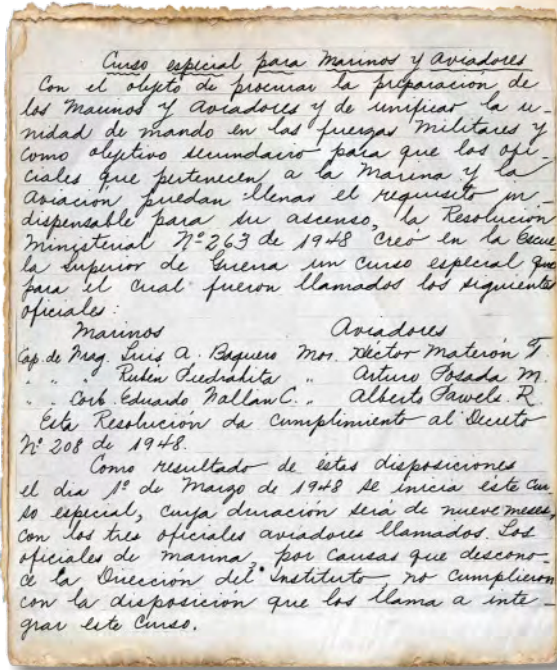 Curso especial para Marinos y Aviadores
Con el objeto de procurar la preparación de
los Marinos y Aviadores y de unificar la u-
nidad de mando en las fuerzas militares y
como objetivo secundario para que los ofi-
ciales que pertenecen a la Marina y la
Aviación puedan llenar el requisito in-
dispensable para su ascenso, la Resolución
Ministerial Nº 263 de 1948 creó en la Escue
la Superior de Guerra un curso especial que
para el cual fueron llamados los siguientes
oficiales:
Marinos Aviadores
Cap. de Luis A. Baquero Héctor Materón T.
" " " Rubén Piedrahita " Arturo Posada M.
" " Corb. Eduardo " Alberto Pawels. R
Esta Resolución da cumplimiento al Decreto
Nº 208 de 1948.
Como resultado de éstas disposiciones
el dia 1º de Marzo de 1948 se inicia éste cur
so especial, cuya duración será de nueve meses,
con los tres oficiales aviadores llamados. Los
oficiales de marina, por causas que descono-
ce la Dirección del Instituto, no cumplieron
con la disposición que los llama a inte-
grar este curso.